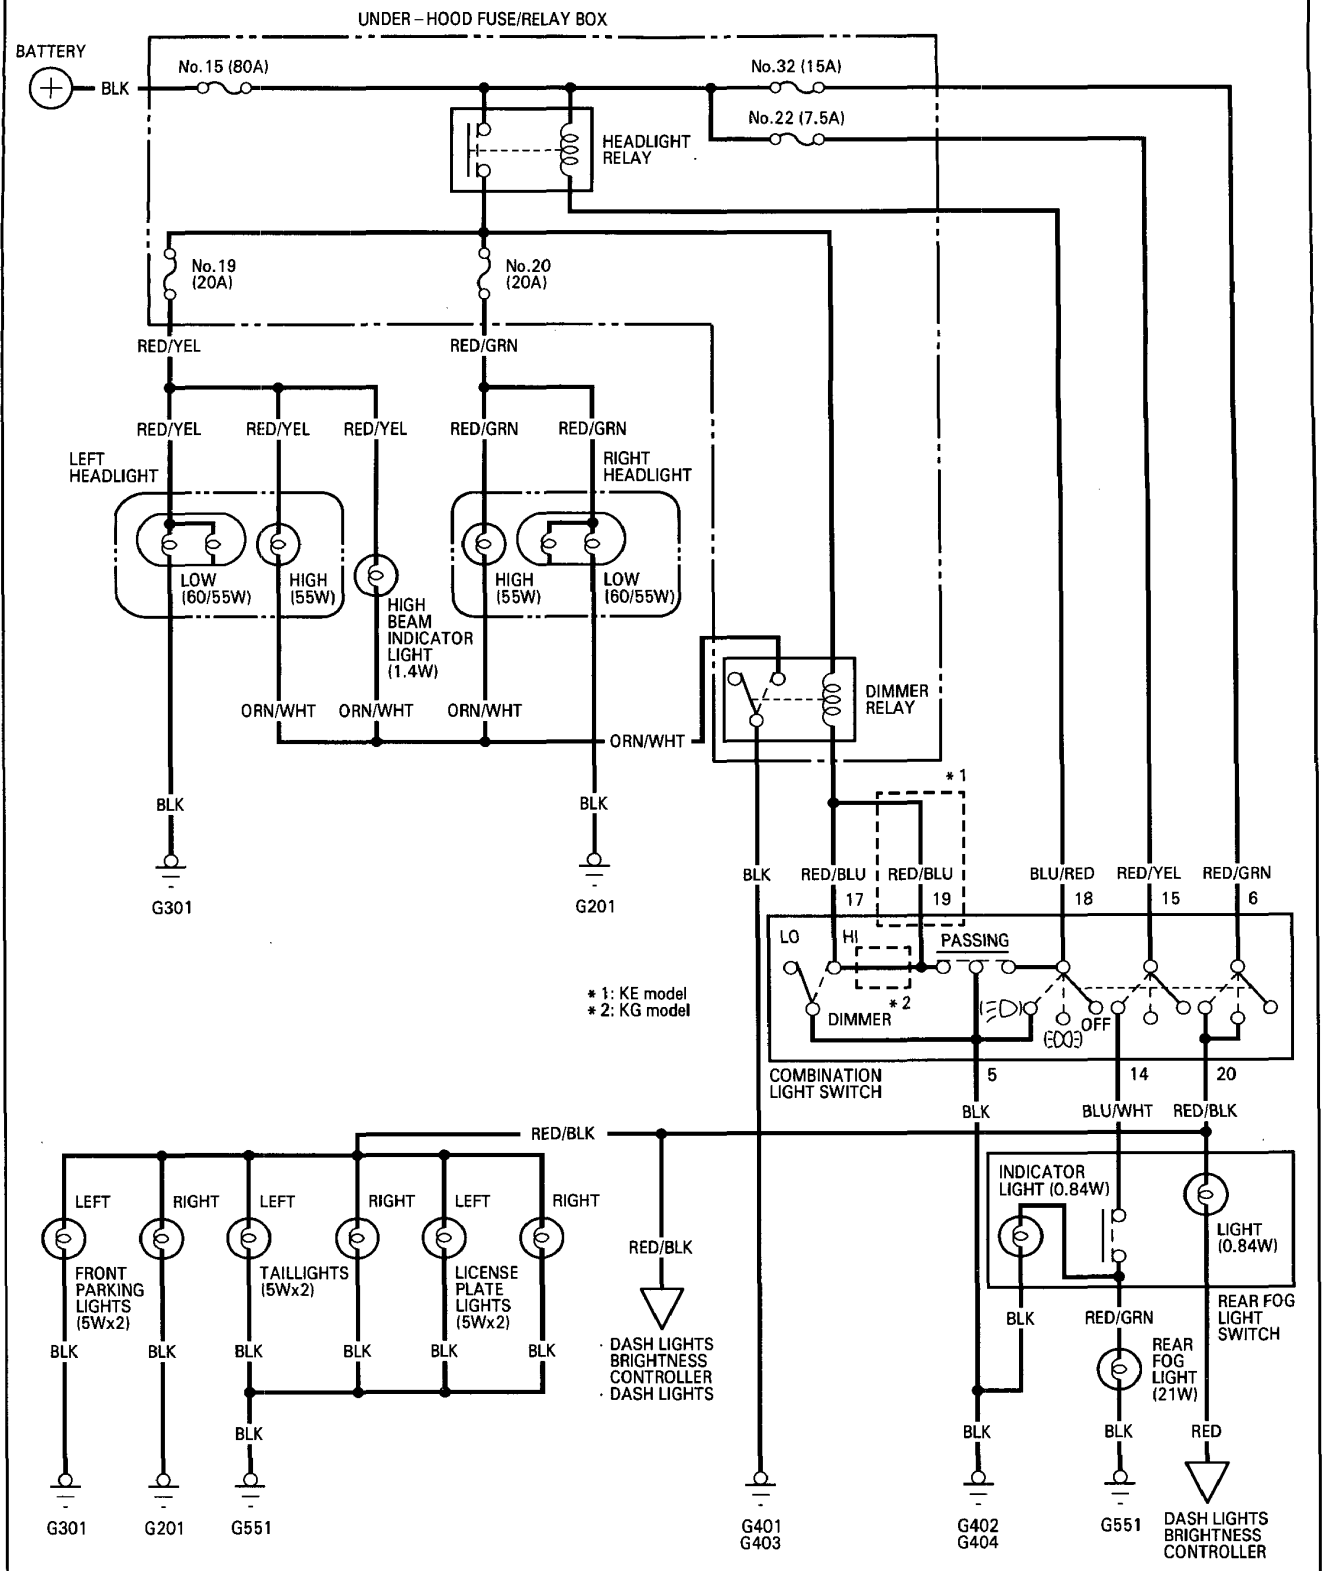 UNDER-HOOD FUSE/RELAY BOX
BATTERY
+
BLK
No.15 (80A)
No.32 (15A)
No.22 (7.5A)
HEADLIGHT
RELAY
No.19
(20A)
No.20
(20A)
RED/YEL
RED/GRN
RED/YEL
RED/YEL
RED/YEL
RED/GRN
RED/GRN
LEFT
HEADLIGHT
RIGHT
HEADLIGHT
LOW
(60/55W)
HIGH
(55W)
HIGH
BEAM
INDICATOR
LIGHT
(1.4W)
HIGH
(55W)
LOW
(60/55W)
ORN/WHT
ORN/WHT
ORN/WHT
ORN/WHT
DIMMER
RELAY
BLK
BLK
G301
G201
* 1
BLK
RED/BLU
RED/BLU
BLU/RED
RED/YEL
RED/GRN
17
19
18
15
6
LO
HI
PASSING
* 2
DIMMER
OFF
* 1: KE model
* 2: KG model
COMBINATION
LIGHT SWITCH
5
14
20
BLK
BLU/WHT
RED/BLK
RED/BLK
INDICATOR
LIGHT (0.84W)
LIGHT
(0.84W)
LEFT
RIGHT
LEFT
RIGHT
LEFT
RIGHT
FRONT
PARKING
LIGHTS
(5Wx2)
TAILLIGHTS
(5Wx2)
LICENSE
PLATE
LIGHTS
(5Wx2)
RED/BLK
REAR FOG
LIGHT
SWITCH
BLK
RED/GRN
REAR
FOG
LIGHT
(21W)
BLK
BLK
BLK
BLK
BLK
BLK
· DASH LIGHTS
BRIGHTNESS
CONTROLLER
· DASH LIGHTS
BLK
BLK
BLK
RED
G301
G201
G551
G401
G403
G402
G404
G551
DASH LIGHTS
BRIGHTNESS
CONTROLLER